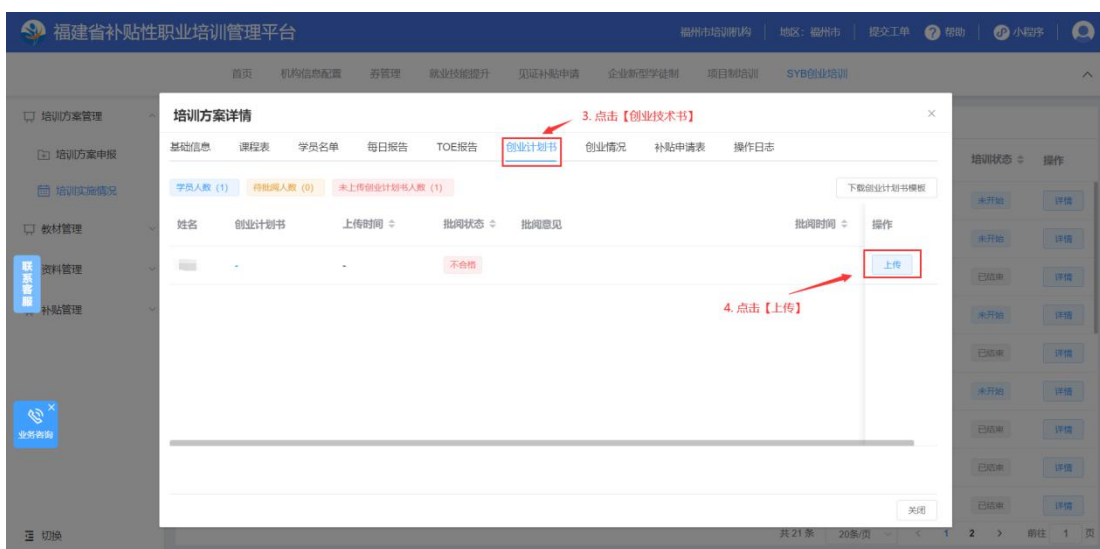 福建省补贴性职业培训管理平台
福州市培训机构 地区：福州市 提交工单 帮助 小程序
首页 机构信息配置 券管理 就业技能提升 见证补贴申请 企业新型学徒制 项目制培训 SYB创业培训
培训方案管理
培训方案申报
培训实施情况
教材管理
资料管理
补贴管理
联系客服
业务咨询
切换
培训方案详情
3. 点击【创业技术书】
基础信息 课程表 学员名单 每日报告 TOE报告 创业计划书 创业情况 补贴申请表 操作日志
学员人数 (1) 待批阅人数 (0) 未上传创业计划书人数 (1) 下载创业计划书模板
姓名 创业计划书 上传时间 批阅状态 批阅意见 批阅时间 操作
- - 不合格 上传
4. 点击【上传】
关闭
培训状态 操作
未开始 详情
未开始 详情
已结束 详情
未开始 详情
已结束 详情
未开始 详情
已结束 详情
已结束 详情
已结束 详情
共 21 条 20条/页 1 2 前往 1 页